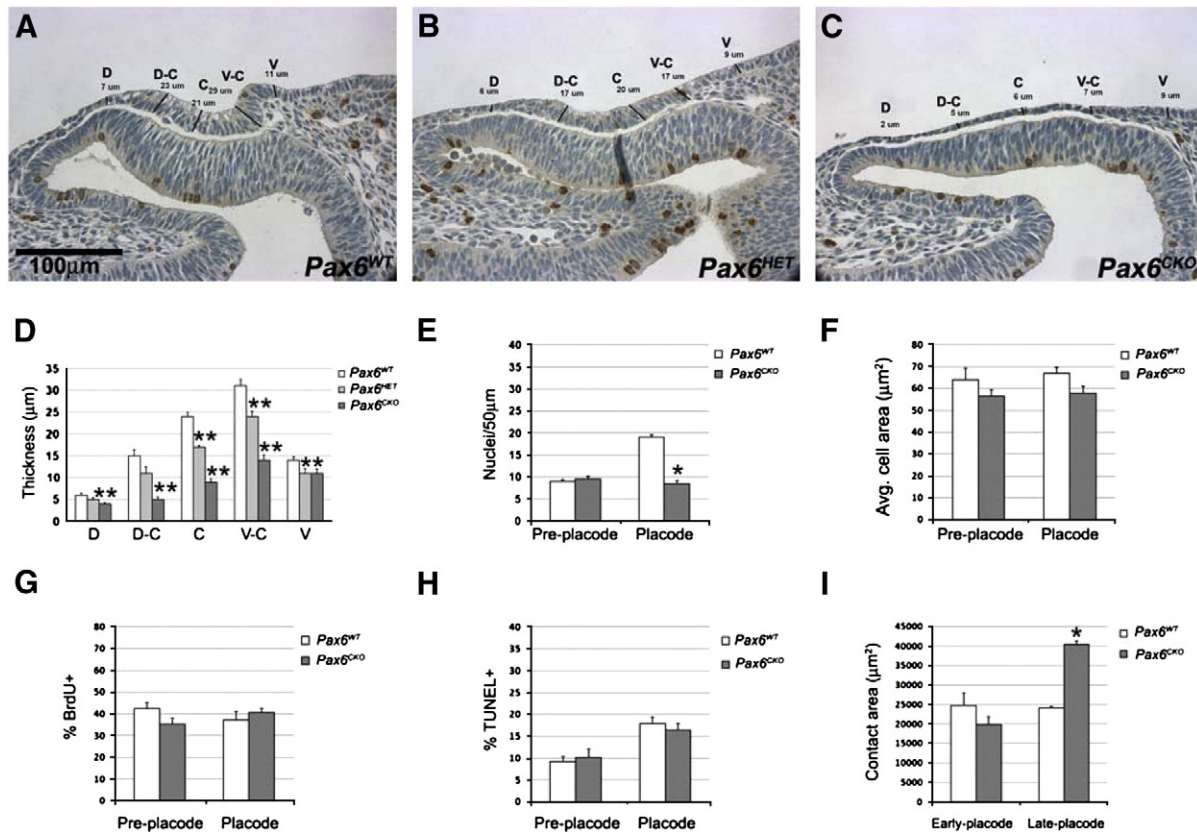 A
D
7 um
D-C
23 um
C
21 um
V-C
29 um
V
11 um
100μm
Pax6WT
B
D
6 um
D-C
17 um
C
20 um
V-C
17 um
V
9 um
Pax6HET
C
D
2 um
D-C
5 um
C
6 um
V-C
7 um
V
9 um
Pax6CKO
D
Thickness (μm)
35
30
25
20
15
10
5
0
**
**
**
**
**
**
**
D
D-C
C
V-C
V
Pax6WT
Pax6HET
Pax6CKO
E
Nuclei/50μm
40
35
30
25
20
15
10
5
0
*
Pre-placode
Placode
Pax6WT
Pax6CKO
F
Avg. cell area (μm²)
80
70
60
50
40
30
20
10
0
Pre-placode
Placode
Pax6WT
Pax6CKO
G
% BrdU+
80
70
60
50
40
30
20
10
0
Pre-placode
Placode
Pax6WT
Pax6CKO
H
% TUNEL+
40
35
30
25
20
15
10
5
0
Pre-placode
Placode
Pax6WT
Pax6CKO
I
Contact area (μm²)
45000
40000
35000
30000
25000
20000
15000
10000
5000
0
*
Early-placode
Late-placode
Pax6WT
Pax6CKO